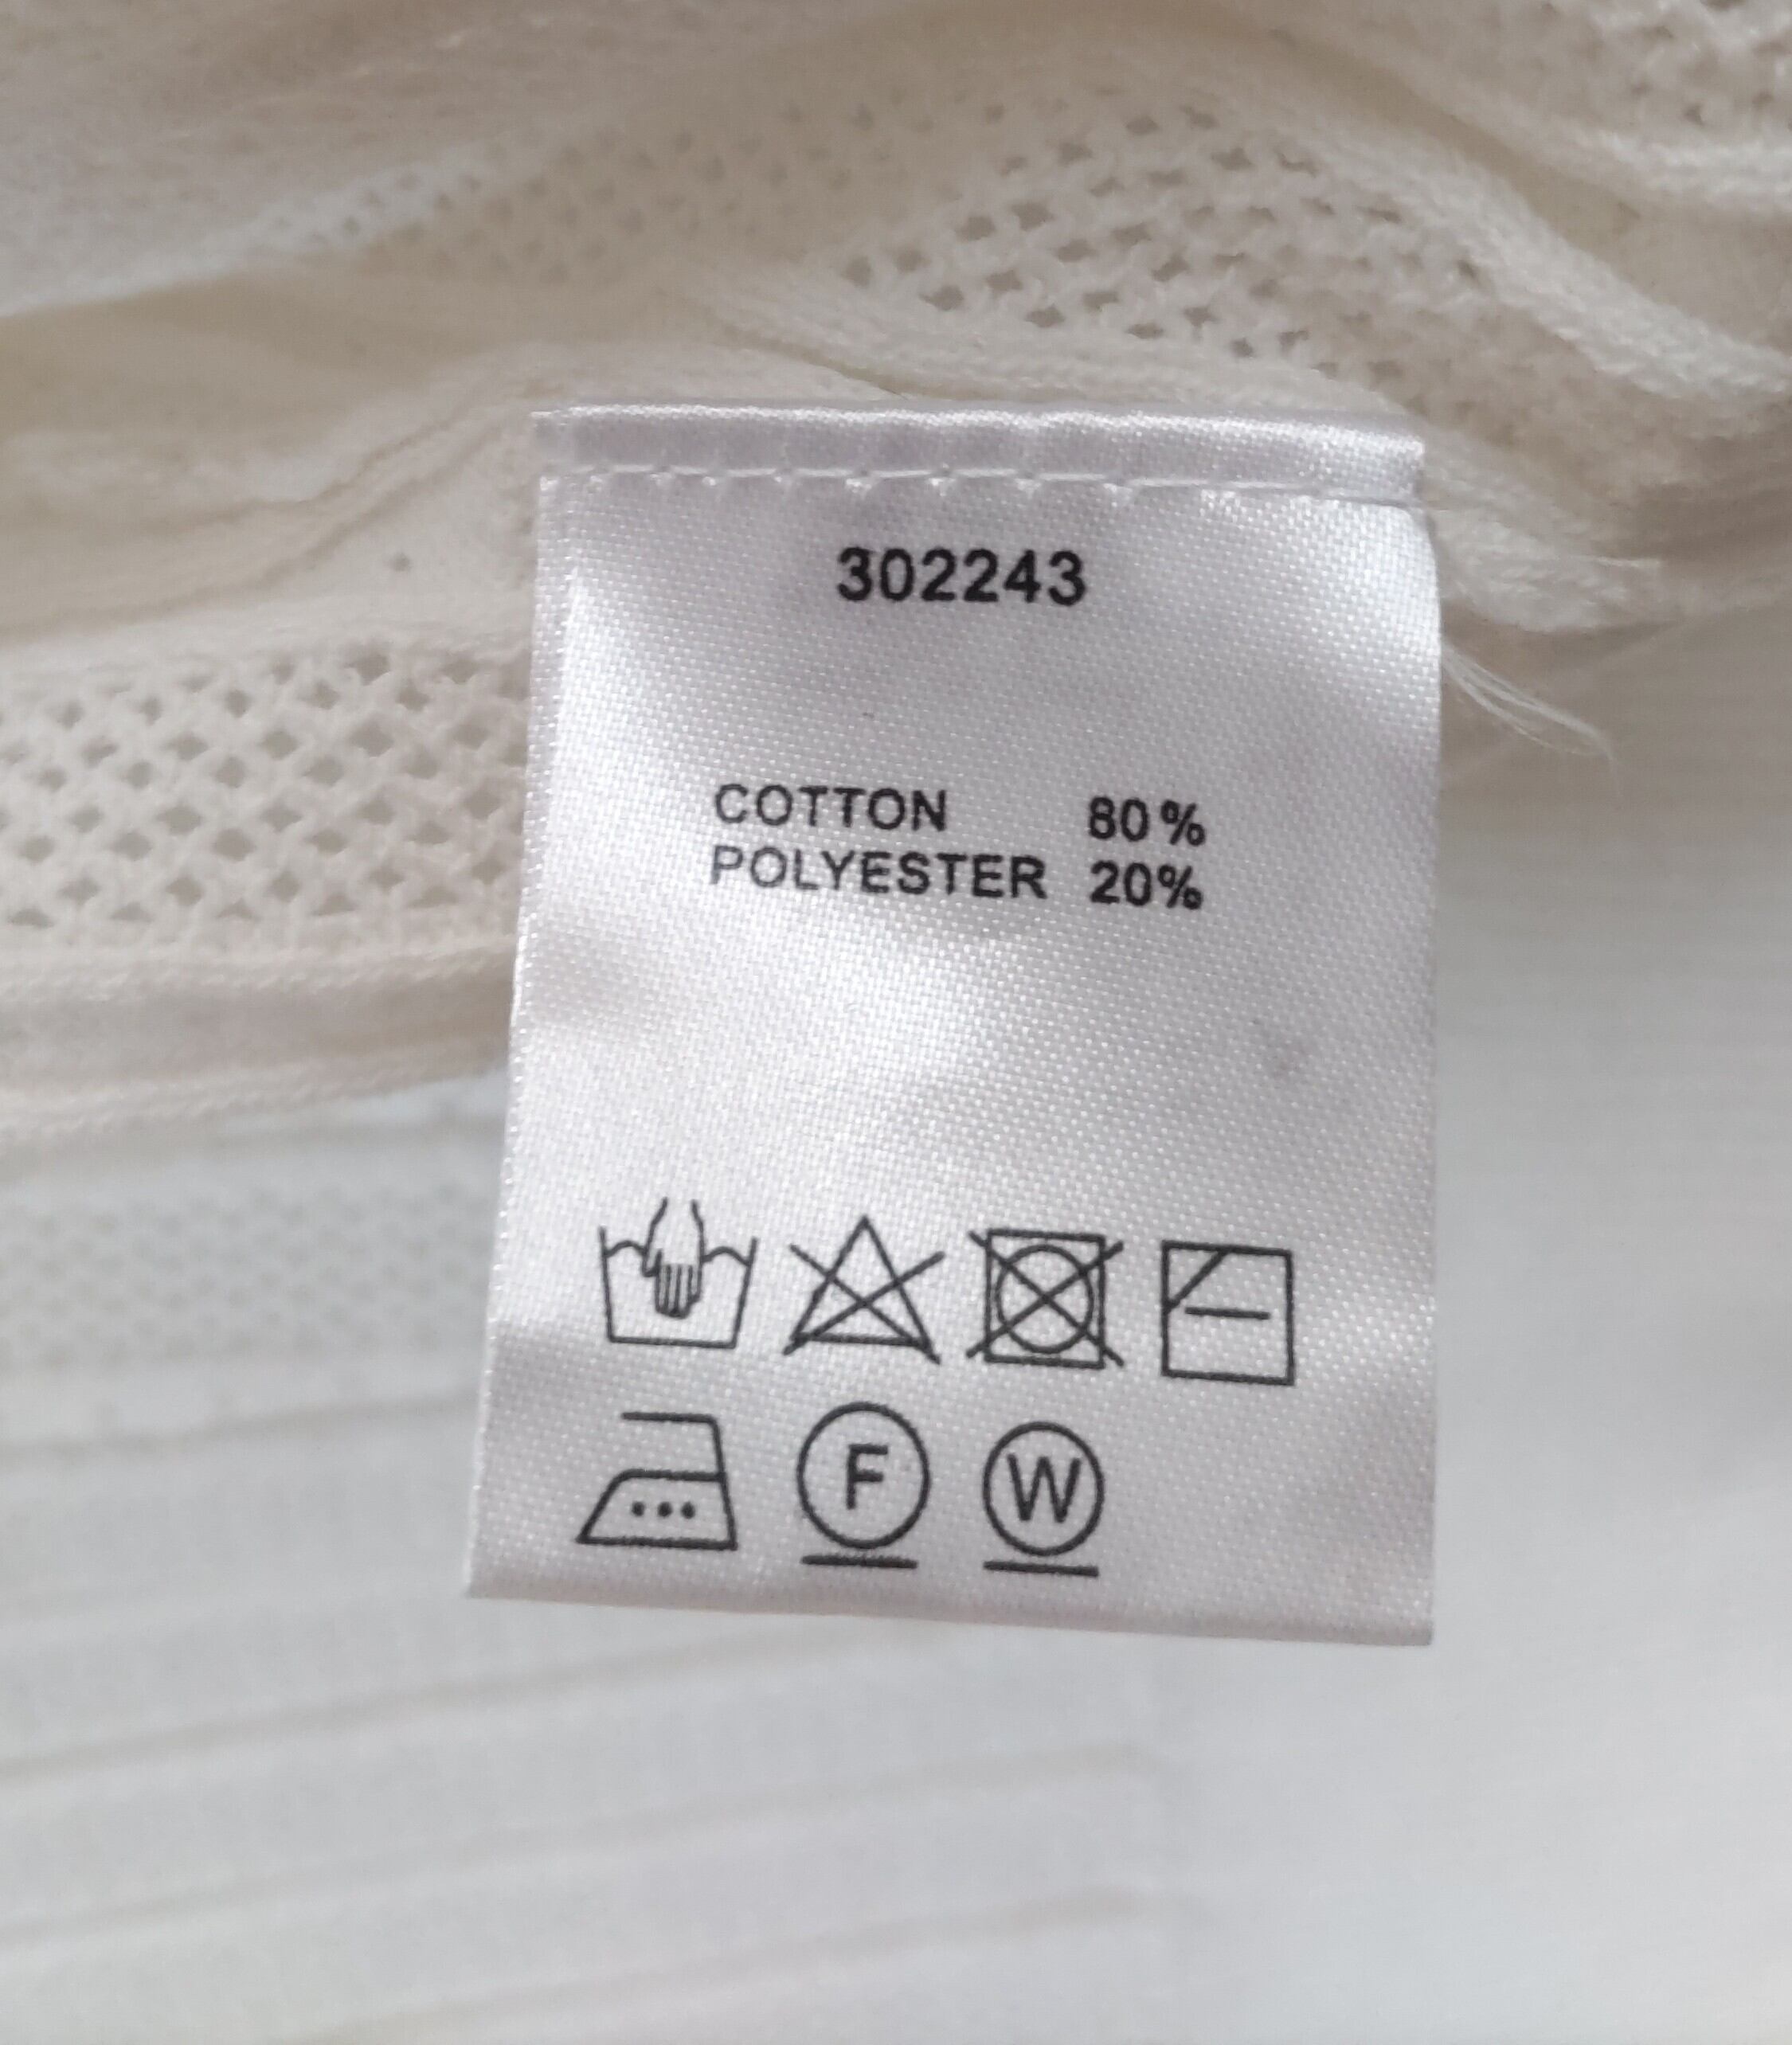 302243
COTTON 80%
POLYESTER 20%
F W